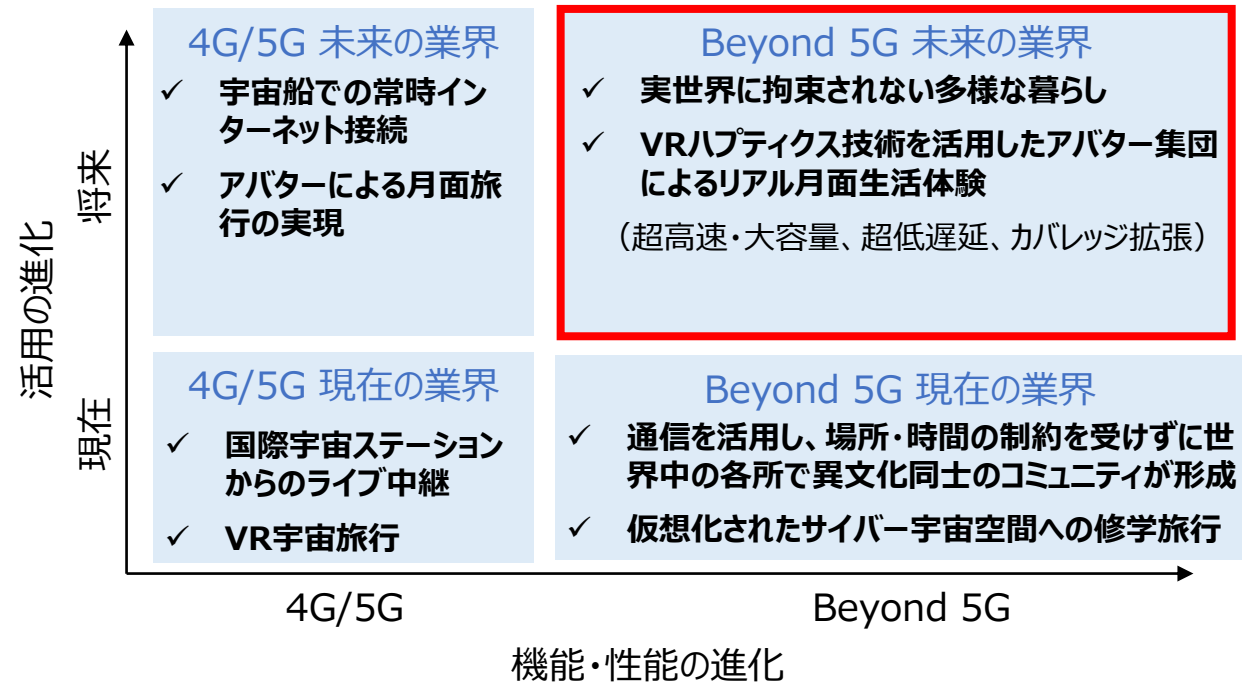 4G/5G 未来の業界
✓ 宇宙船での常時イン
ターネット接続
✓ アバターによる月面旅
行の実現
Beyond 5G 未来の業界
✓ 実世界に拘束されない多様な暮らし
✓ VRハプティクス技術を活用したアバター集団
によるリアル月面生活体験
（超高速・大容量、超低遅延、カバレッジ拡張）
4G/5G 現在の業界
✓ 国際宇宙ステーション
からのライブ中継
✓ VR宇宙旅行
Beyond 5G 現在の業界
✓ 通信を活用し、場所・時間の制約を受けずに世
界中の各所で異文化同士のコミュニティが形成
✓ 仮想化されたサイバー宇宙空間への修学旅行
活用の進化
将来
現在
4G/5G
Beyond 5G
機能・性能の進化